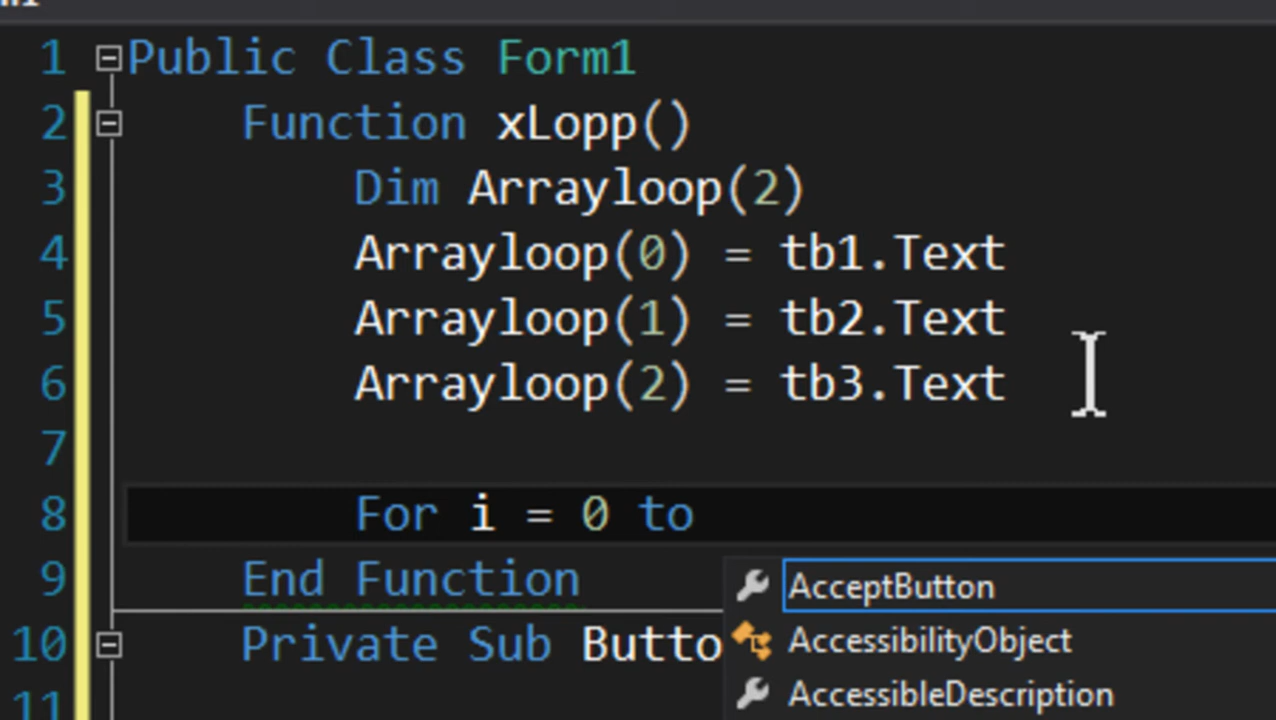 1 Public Class Form1
2 Function xLopp()
3 Dim Arrayloop(2)
4 Arrayloop(0) = tb1.Text
5 Arrayloop(1) = tb2.Text
6 Arrayloop(2) = tb3.Text
7
8 For i = 0 to
9 End Function
AcceptButton
10 Private Sub Butto
AccessibilityObject
AccessibleDescription
11